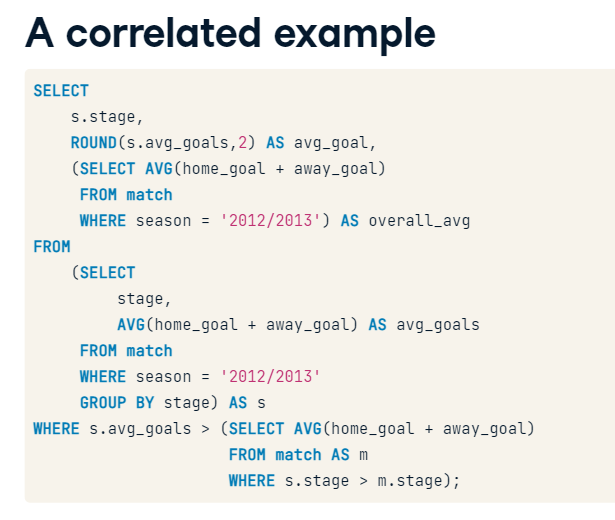 A correlated example
SELECT
s.stage,
ROUND(s.avg_goals,2) AS avg_goal,
(SELECT AVG(home_goal + away_goal)
FROM match
WHERE season = '2012/2013') AS overall_avg
FROM
(SELECT
stage,
AVG(home_goal + away_goal) AS avg_goals
FROM match
WHERE season = '2012/2013'
GROUP BY stage) AS s
WHERE s.avg_goals > (SELECT AVG(home_goal + away_goal)
FROM match AS m
WHERE s.stage > m.stage);